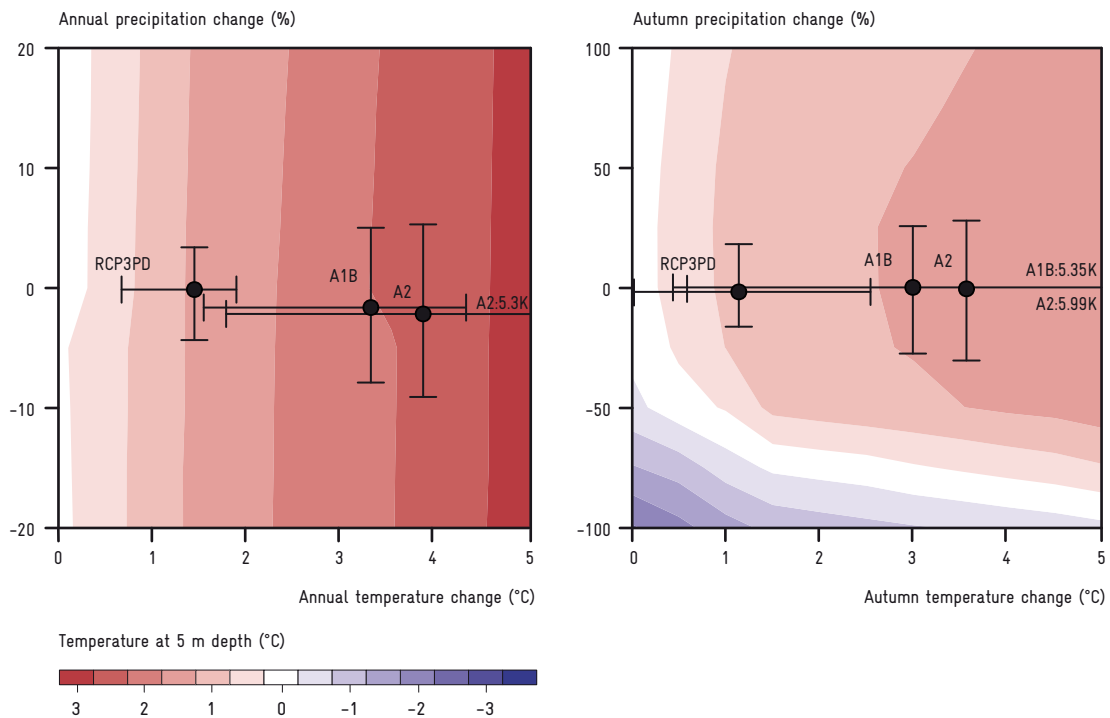 Annual precipitation change (%)
20
10
0
-10
-20
RCP3PD
A1B
A2
A2:5.3K
0 1 2 3 4 5
Annual temperature change (°C)
Autumn precipitation change (%)
100
50
0
-50
-100
RCP3PD
A1B
A2
A1B:5.35K
A2:5.99K
0 1 2 3 4 5
Autumn temperature change (°C)
Temperature at 5 m depth (°C)
3 2 1 0 -1 -2 -3